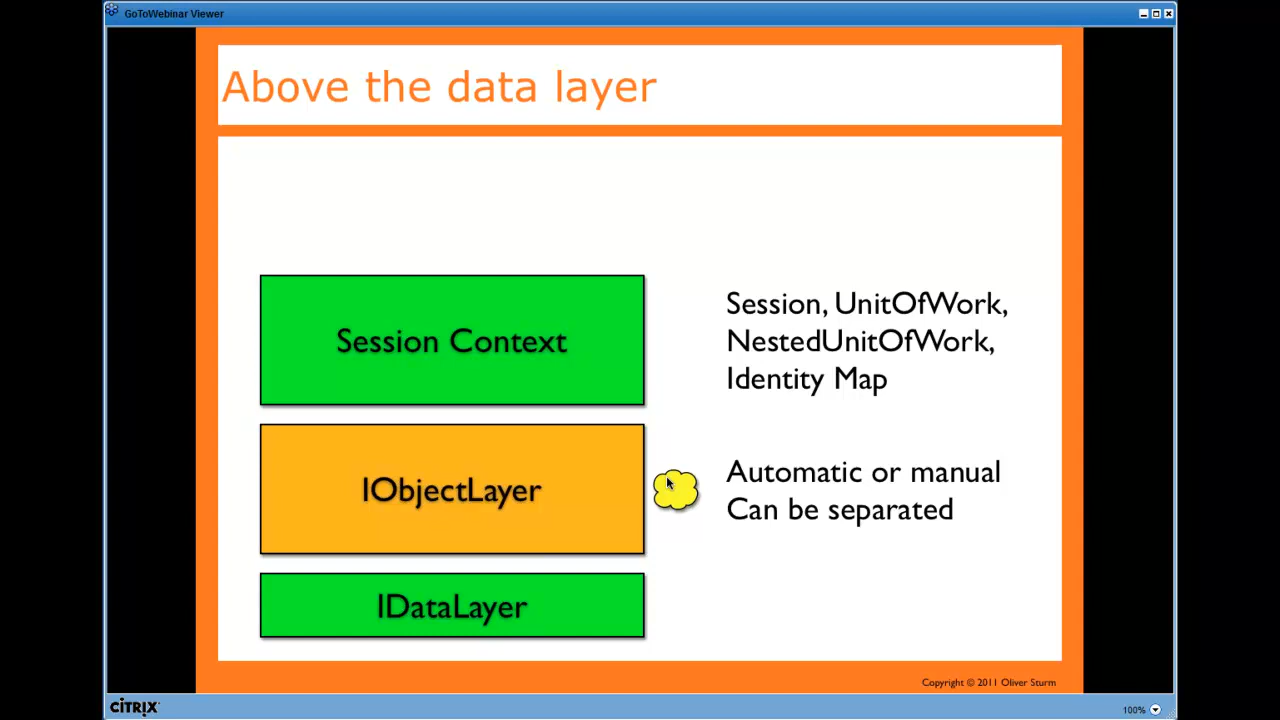 GoToWebinar Viewer
Above the data layer
Session Context
Session, UnitOfWork,
NestedUnitOfWork,
Identity Map
IObjectLayer
Automatic or manual
Can be separated
IDataLayer
Copyright © 2011 Oliver Sturm
CITRIX
100%